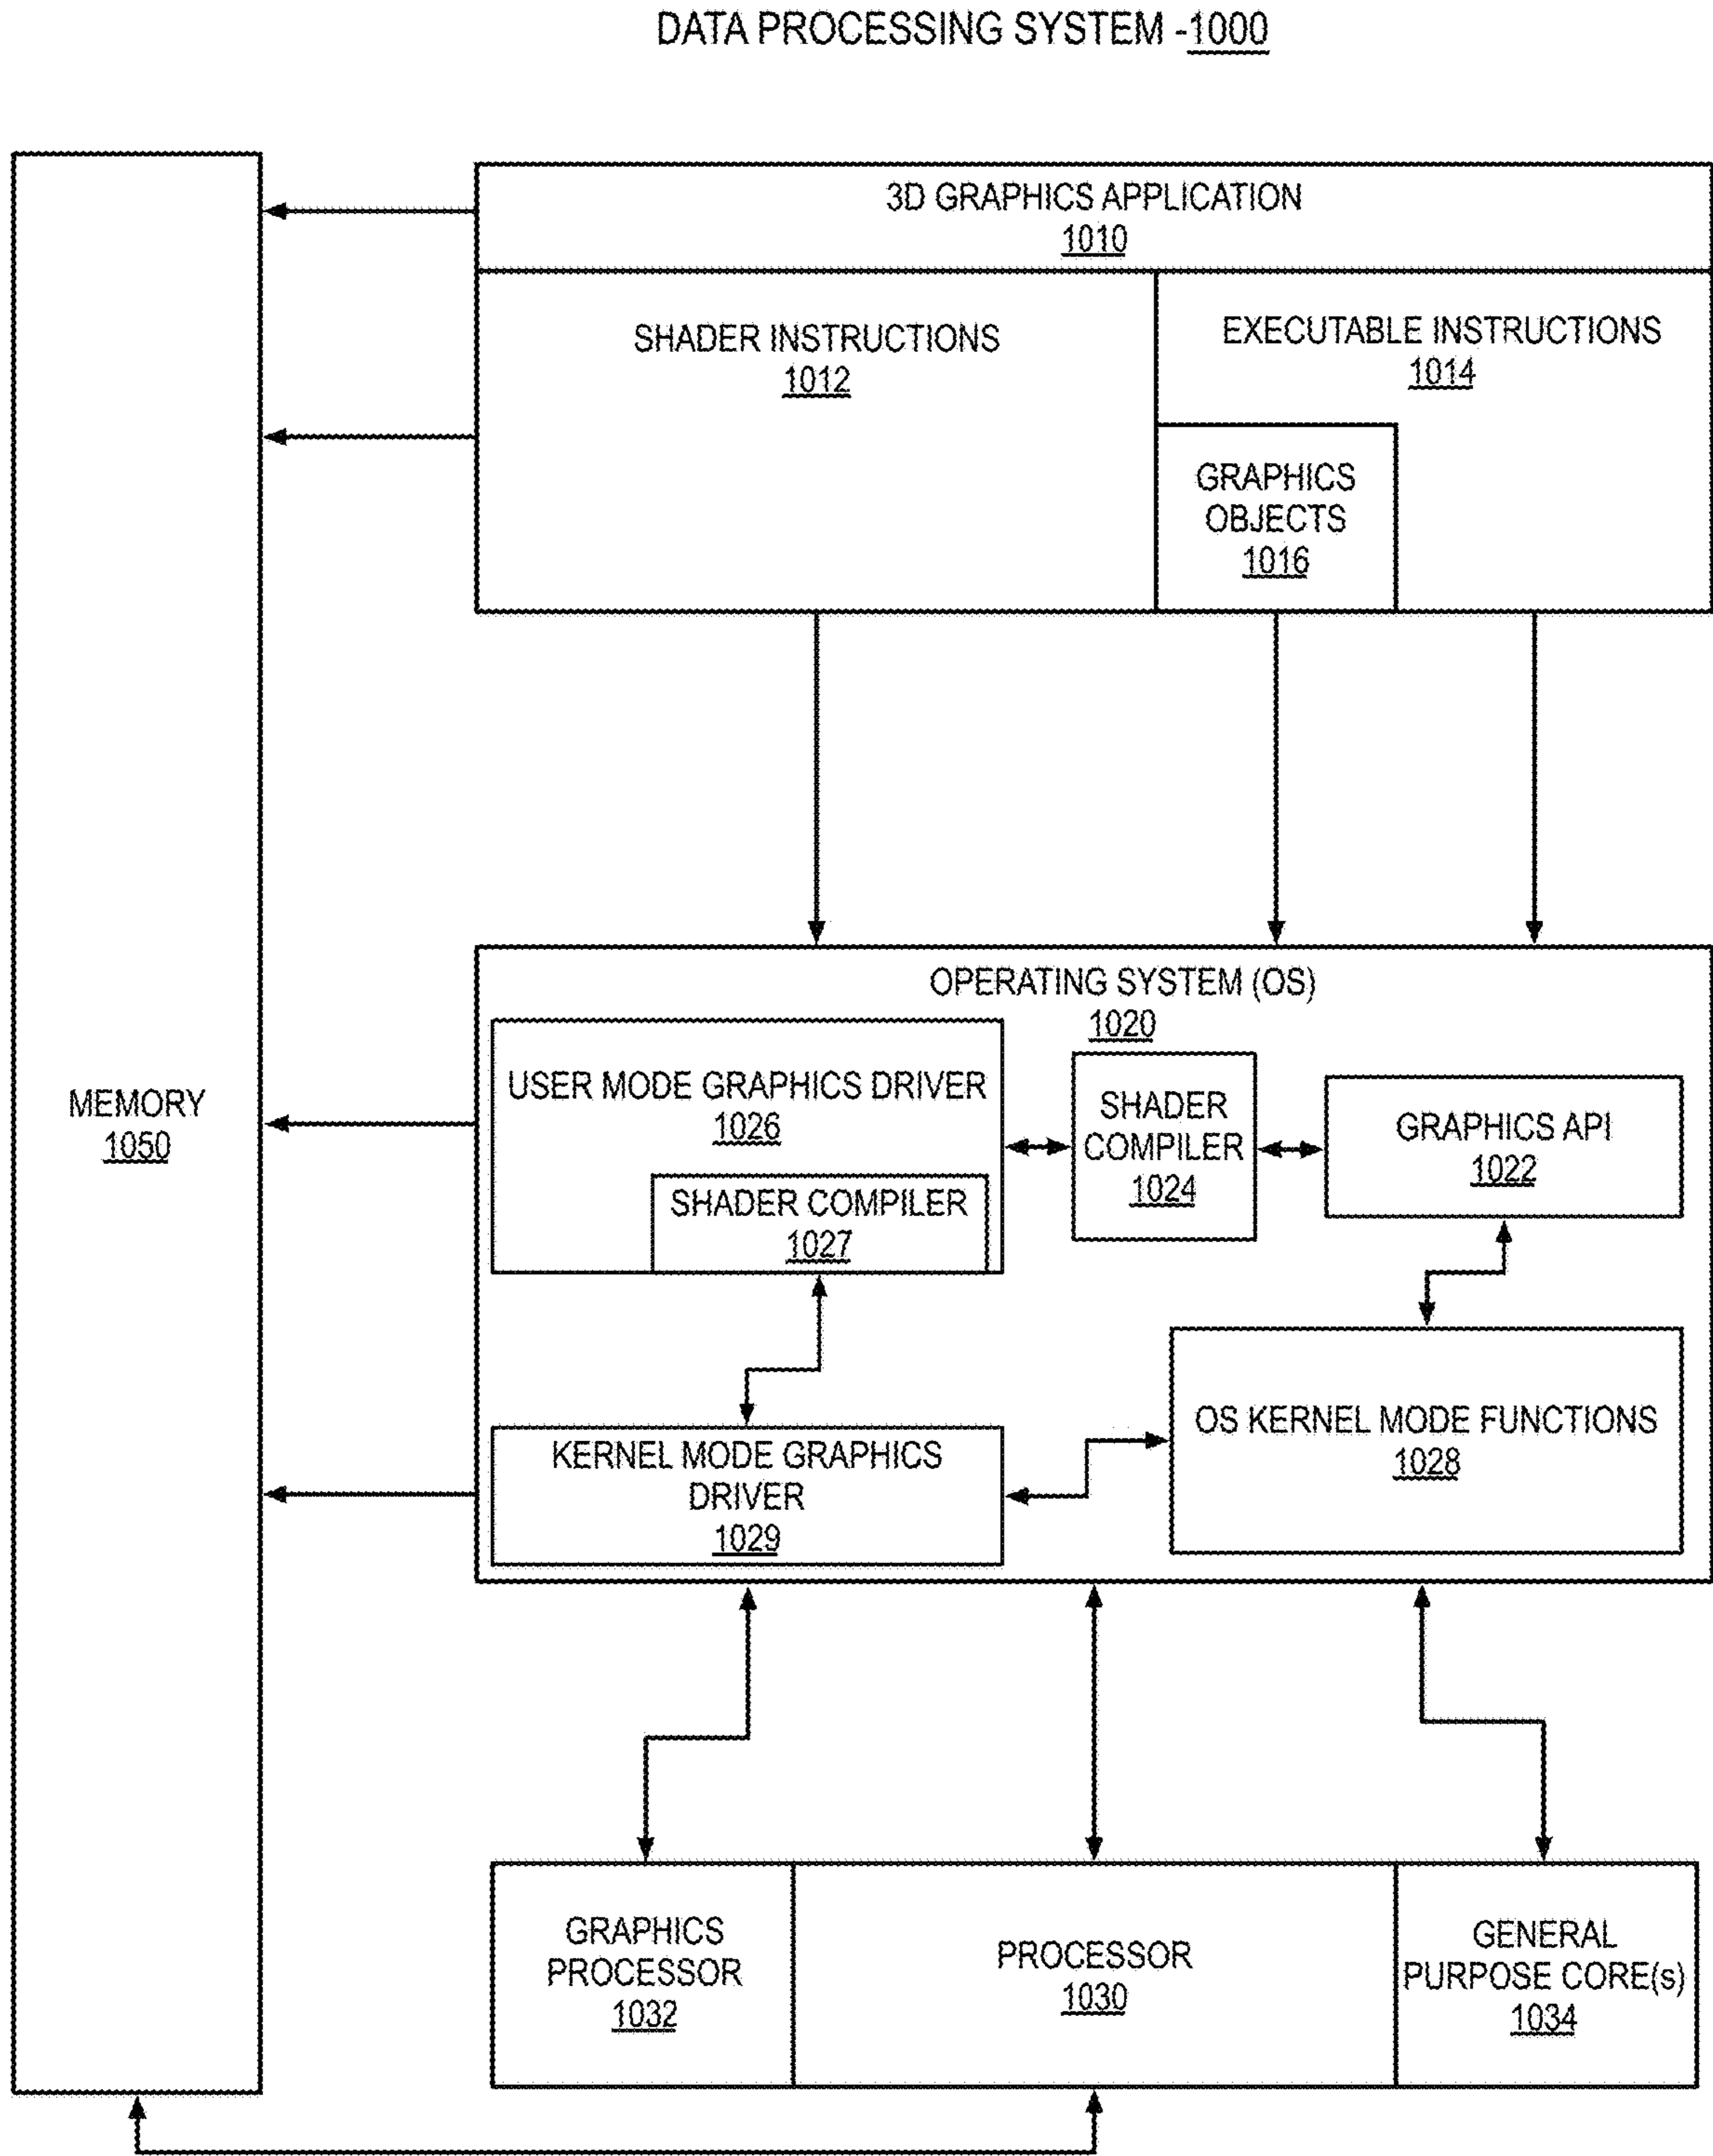 DATA PROCESSING SYSTEM -1000
3D GRAPHICS APPLICATION
1010
SHADER INSTRUCTIONS
1012
EXECUTABLE INSTRUCTIONS
1014
GRAPHICS
OBJECTS
1016
MEMORY
1050
OPERATING SYSTEM (OS)
1020
USER MODE GRAPHICS DRIVER
1026
SHADER COMPILER
1027
SHADER
COMPILER
1024
GRAPHICS API
1022
KERNEL MODE GRAPHICS
DRIVER
1029
OS KERNEL MODE FUNCTIONS
1028
GRAPHICS
PROCESSOR
1032
PROCESSOR
1030
GENERAL
PURPOSE CORE(s)
1034